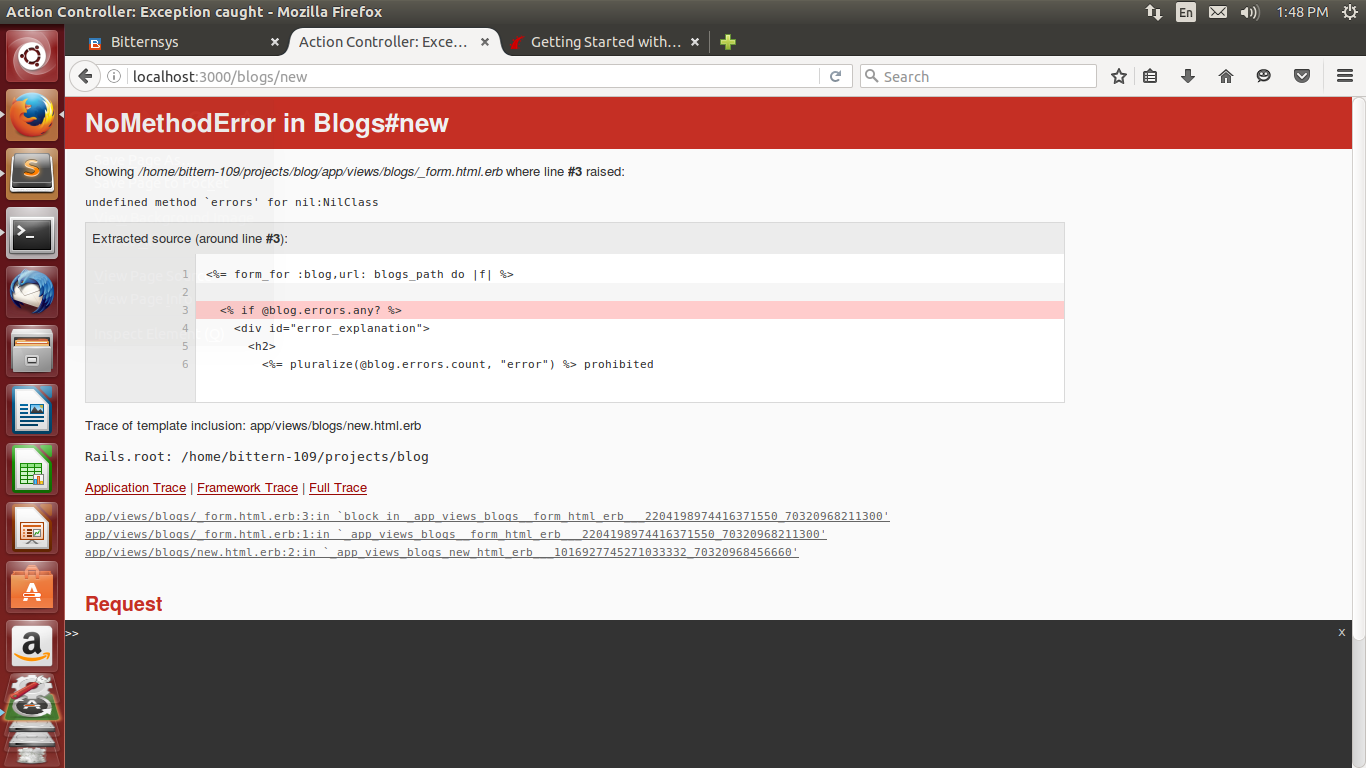 Action Controller: Exception caught - Mozilla Firefox
En
1:48 PM
Bitternsys
Action Controller: Exce...
Getting Started with...
localhost:3000/blogs/new
Search
NoMethodError in Blogs#new
Showing /home/bittern-109/projects/blog/app/views/blogs/_form.html.erb where line #3 raised:
undefined method `errors' for nil:NilClass
Extracted source (around line #3):
1 <%= form_for :blog,url: blogs_path do |f| %>
2
3 <% if @blog.errors.any? %>
4 <div id="error_explanation">
5 <h2>
6 <%= pluralize(@blog.errors.count, "error") %> prohibited
Trace of template inclusion: app/views/blogs/new.html.erb
Rails.root: /home/bittern-109/projects/blog
Application Trace | Framework Trace | Full Trace
app/views/blogs/_form.html.erb:3:in `block in _app_views_blogs__form_html_erb___2204198974416371550_70320968211300'
app/views/blogs/_form.html.erb:1:in `_app_views_blogs__form_html_erb___2204198974416371550_70320968211300'
app/views/blogs/new.html.erb:2:in `_app_views_blogs_new_html_erb___1016927745271033332_70320968456660'
Request
>>
x